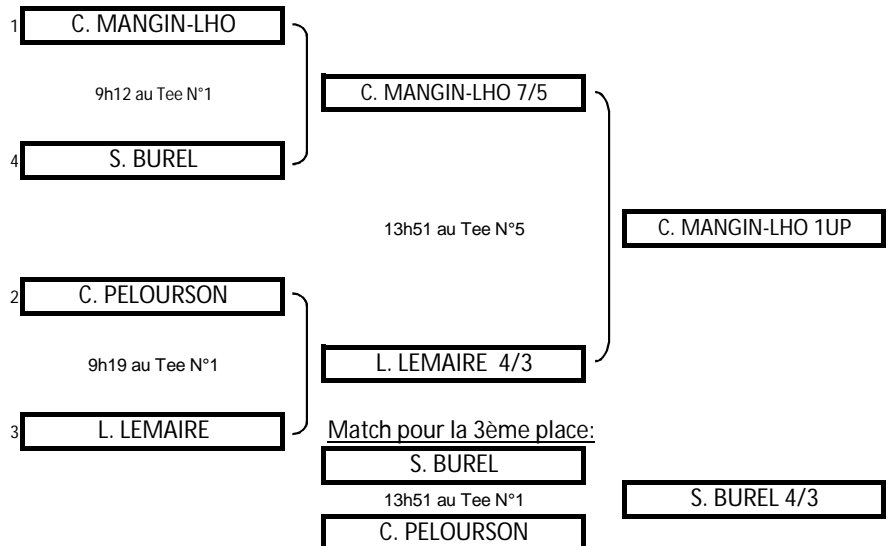 1 C. MANGIN-LHO
9h12 au Tee N°1
C. MANGIN-LHO 7/5
4 S. BUREL
13h51 au Tee N°5
C. MANGIN-LHO 1UP
2 C. PELOURSON
9h19 au Tee N°1
L. LEMAIRE 4/3
3 L. LEMAIRE
Match pour la 3ème place:
S. BUREL
13h51 au Tee N°1
S. BUREL 4/3
C. PELOURSON